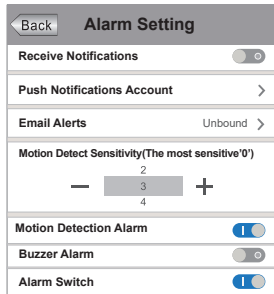 Back Alarm Setting
Receive Notifications
Push Notifications Account
Email Alerts Unbound
Motion Detect Sensitivity(The most sensitive'0')
2
3
4
Motion Detection Alarm
Buzzer Alarm
Alarm Switch